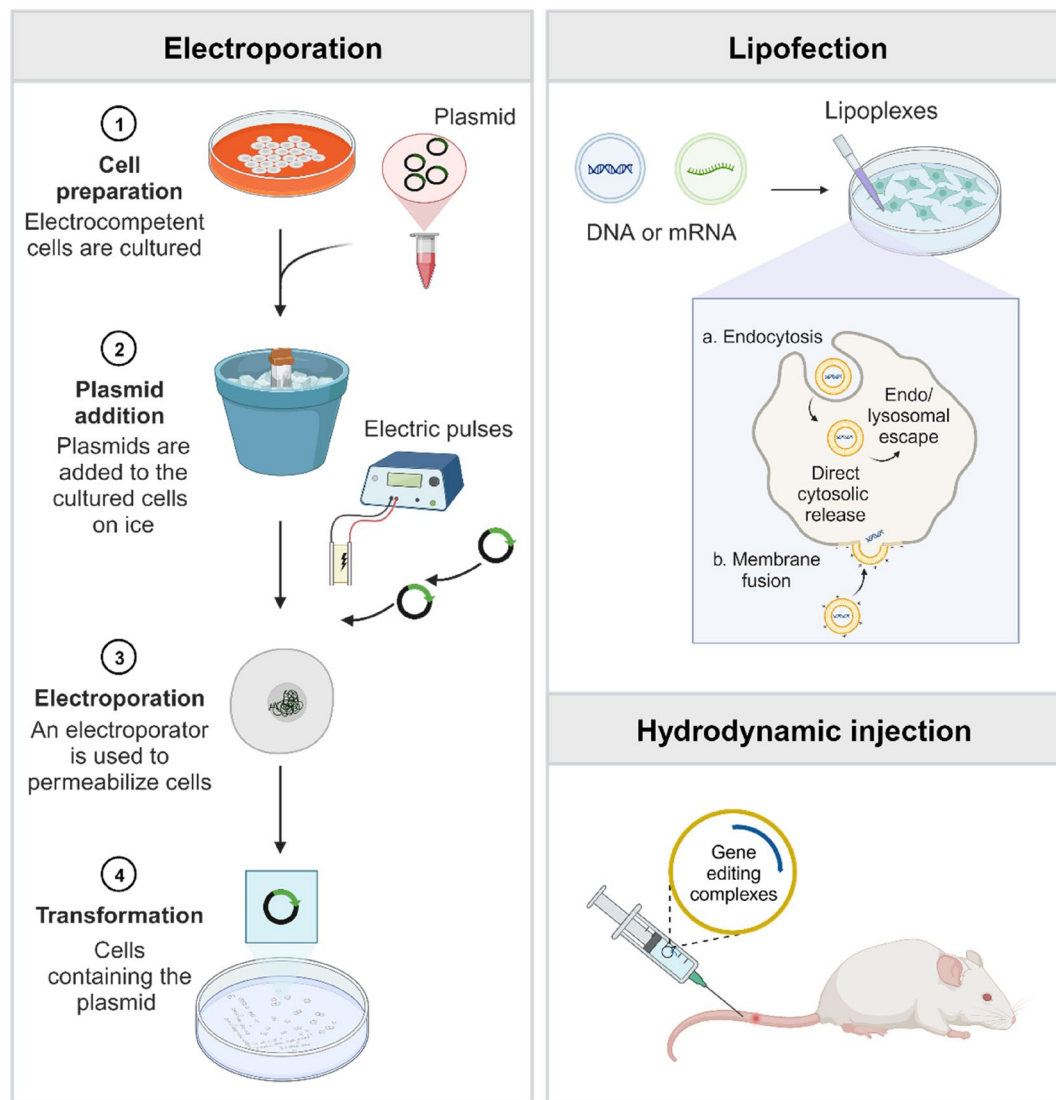 Electroporation
1
Cell
preparation
Electrocompetent
cells are cultured
Plasmid
2
Plasmid
addition
Plasmids are
added to the
cultured cells
on ice
Electric pulses
3
Electroporation
An electroporator
is used to
permeabilize cells
4
Transformation
Cells
containing the
plasmid
Lipofection
Lipoplexes
DNA or mRNA
a. Endocytosis
Endo/
lysosomal
escape
Direct
cytosolic
release
b. Membrane
fusion
Hydrodynamic injection
Gene
editing
complexes